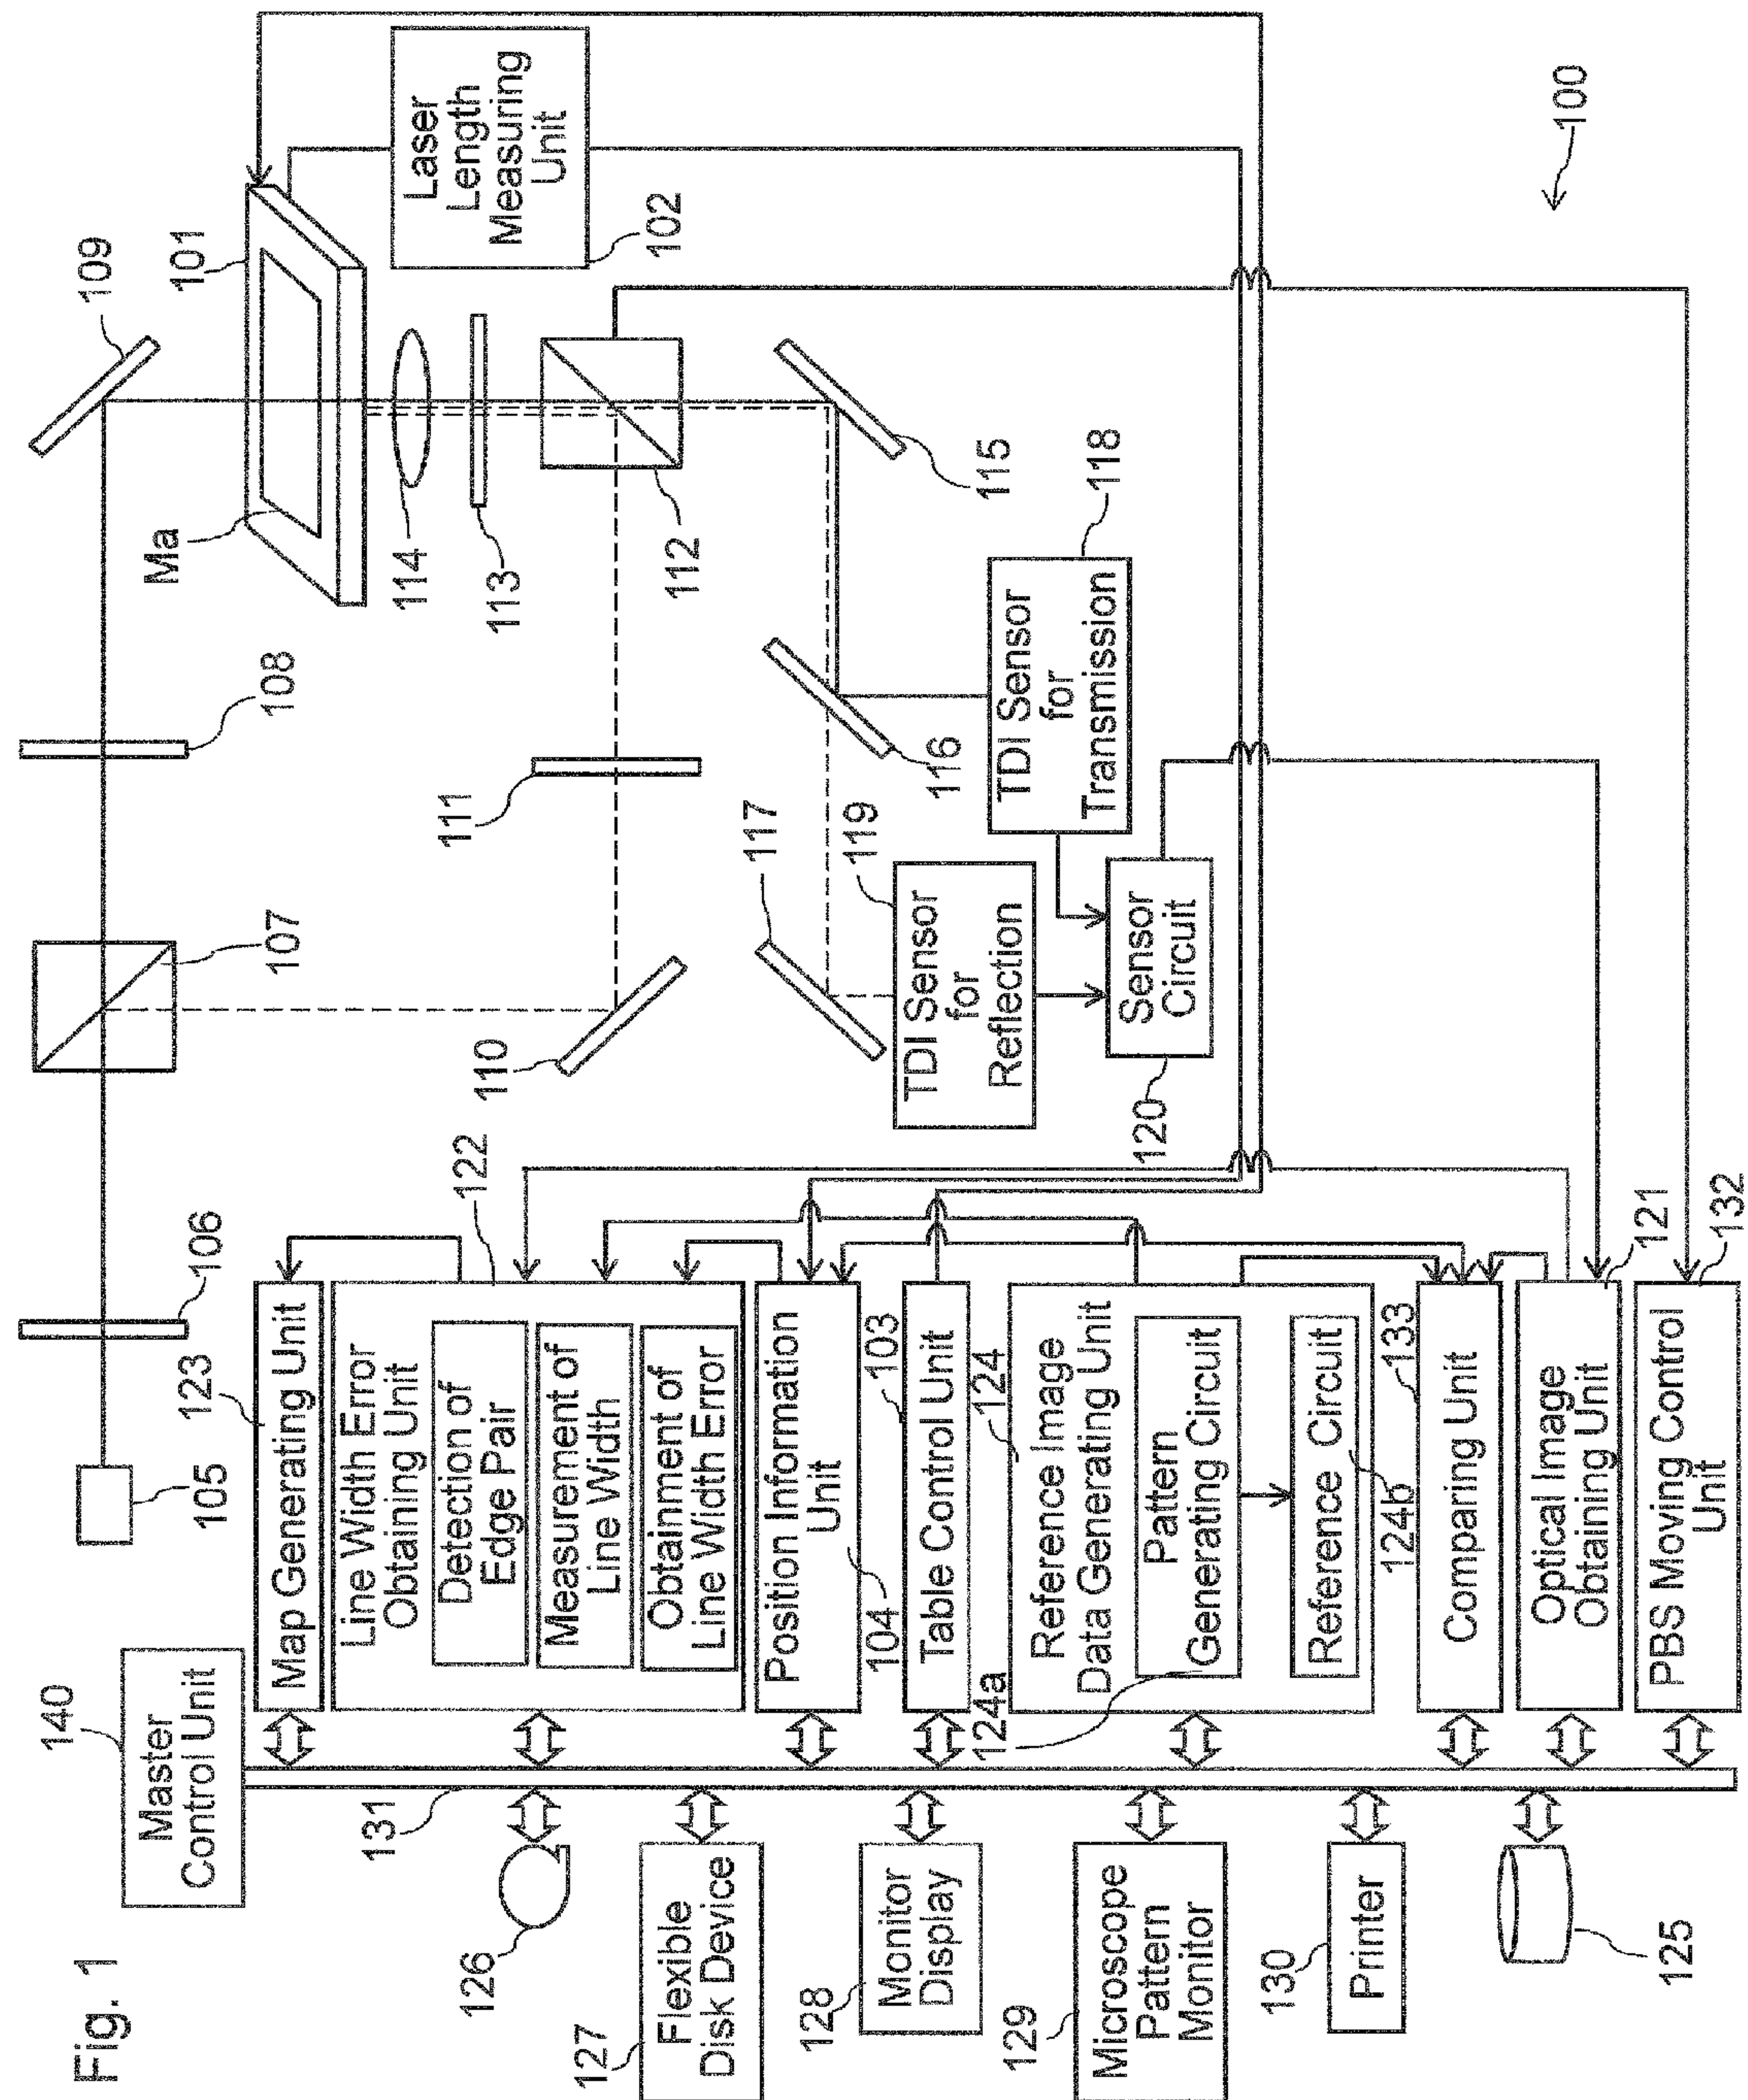 Fig. 1
140
Master
Control Unit
131
126
127
Flexible
Disk Device
128
Monitor
Display
129
Microscope
Pattern
Monitor
130
Printer
125
123
Map Generating Unit
122
Line Width Error
Obtaining Unit
Detection of
Edge Pair
Measurement of
Line Width
Obtainment of
Line Width Error
Position Information
Unit
104
103
Table Control Unit
124
124a
Reference Image
Data Generating Unit
Pattern
Generating Circuit
Reference Circuit
124b
133
Comparing Unit
Optical Image
Obtaining Unit
121
PBS Moving Control
Unit
132
105
106
107
108
109
110
111
Ma
101
114
113
112
Laser
Length
Measuring
Unit
102
115
116
117
118
TDI Sensor
for
Transmission
119
TDI Sensor
for
Reflection
Sensor
Circuit
120
100